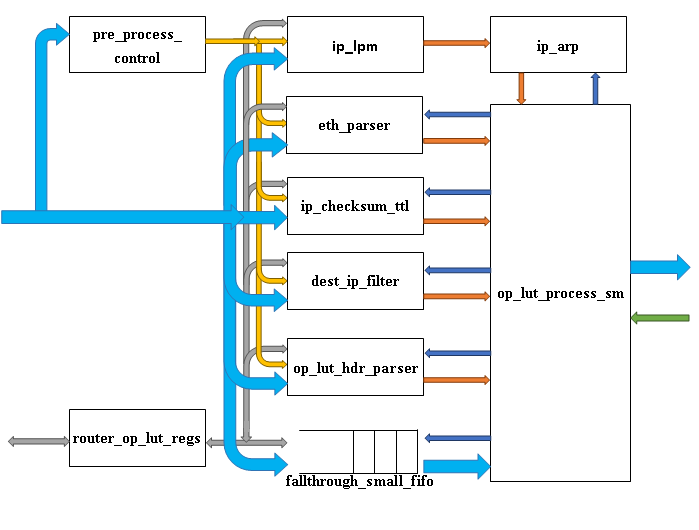 pre_process_
control
ip_lpm
ip_arp
eth_parser
ip_checksum_ttl
dest_ip_filter
op_lut_process_sm
op_lut_hdr_parser
router_op_lut_regs
fallthrough_small_fifo